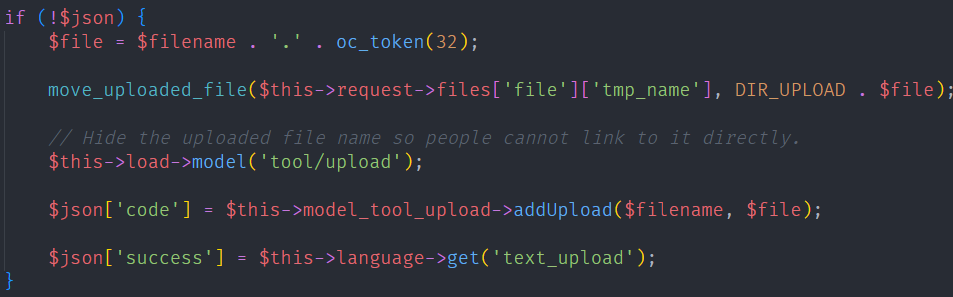 if (!$json) {
$file = $filename . '.' . oc_token(32);
move_uploaded_file($this->request->files['file']['tmp_name'], DIR_UPLOAD . $file);
// Hide the uploaded file name so people cannot link to it directly.
$this->load->model('tool/upload');
$json['code'] = $this->model_tool_upload->addUpload($filename, $file);
$json['success'] = $this->language->get('text_upload');
}